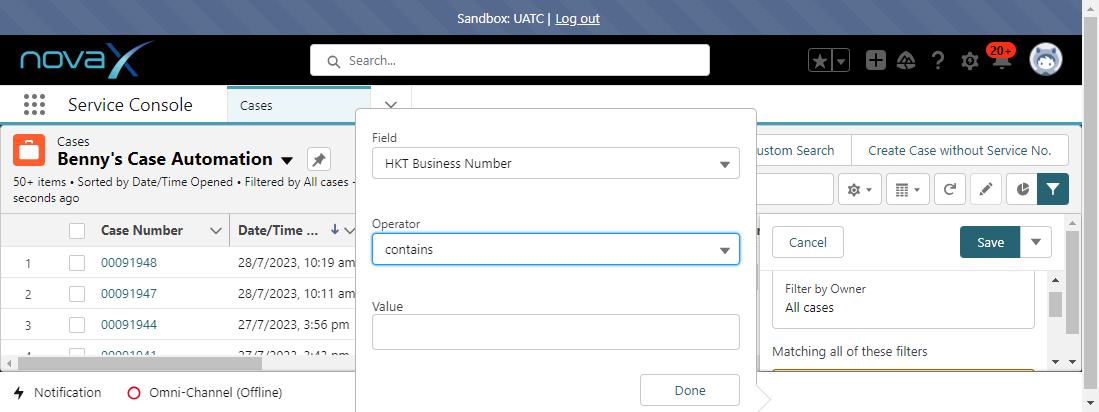 Sandbox: UATC | Log out
novaX
Search...
20+
Service Console
Cases
Cases
Benny's Case Automation
50+ items • Sorted by Date/Time Opened • Filtered by All cases -
seconds ago
ustom Search
Create Case without Service No.
Case Number
Date/Time ...
1
00091948
28/7/2023, 10:19 am
2
00091947
28/7/2023, 10:11 am
3
00091944
27/7/2023, 3:56 pm
4
00091941
27/7/2023, 3:43 pm
Field
HKT Business Number
Operator
contains
Value
Done
Cancel
Save
Filter by Owner
All cases
Matching all of these filters
Notification
Omni-Channel (Offline)